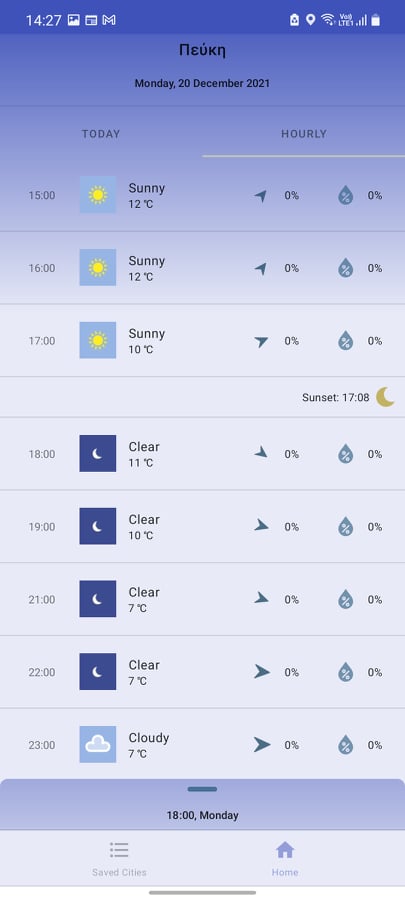 14:27
Vo)) LTE1
Πεύκη
Monday, 20 December 2021
TODAY HOURLY
15:00 Sunny 12 °C 0% 0%
16:00 Sunny 12 °C 0% 0%
17:00 Sunny 10 °C 0% 0%
Sunset: 17:08
18:00 Clear 11 °C 0% 0%
19:00 Clear 10 °C 0% 0%
21:00 Clear 7 °C 0% 0%
22:00 Clear 7 °C 0% 0%
23:00 Cloudy 7 °C 0% 0%
18:00, Monday
Saved Cities Home